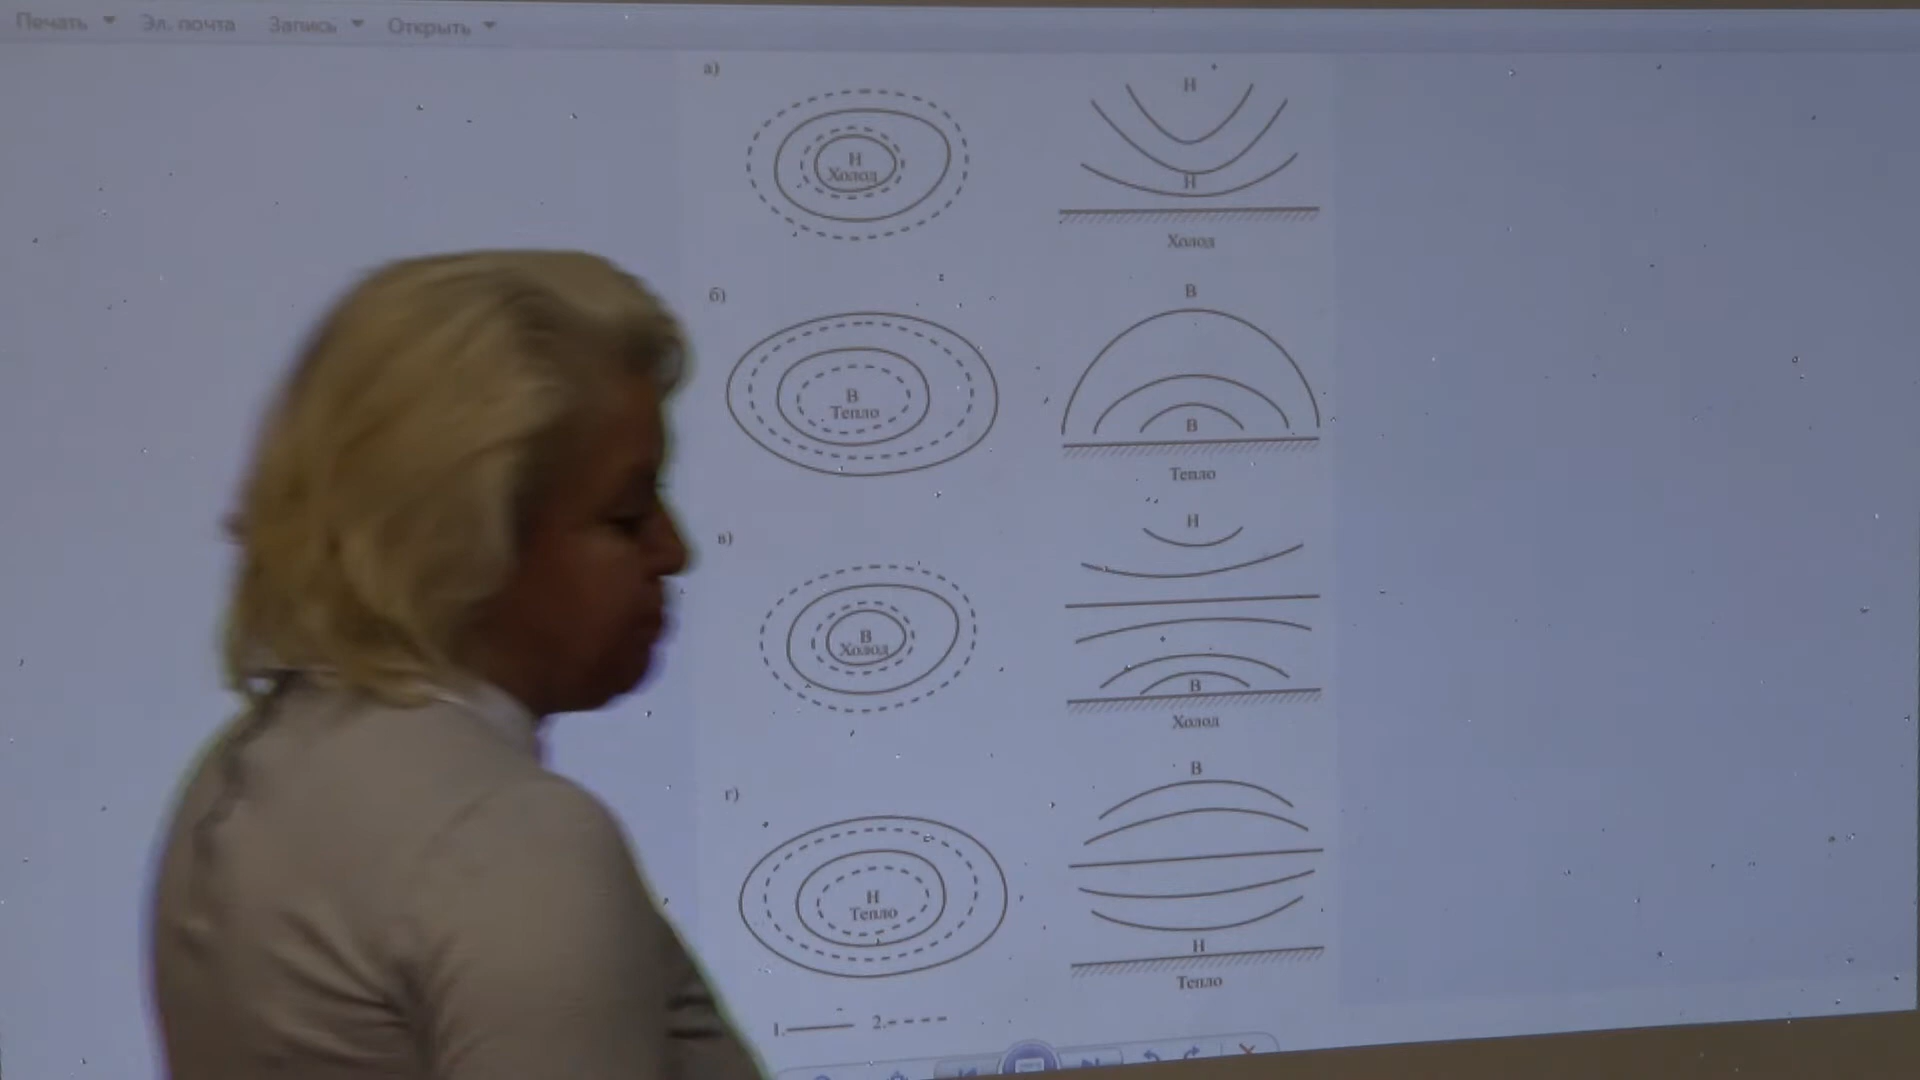 Печать Эл. почта Запись Открыть
а)
Н
Н
Холод
Н
Холод
б)
В
В
Тепло
В
Тепло
в)
Н
В
Холод
В
Холод
г)
В
Н
Тепло
Н
Тепло
1. 2.